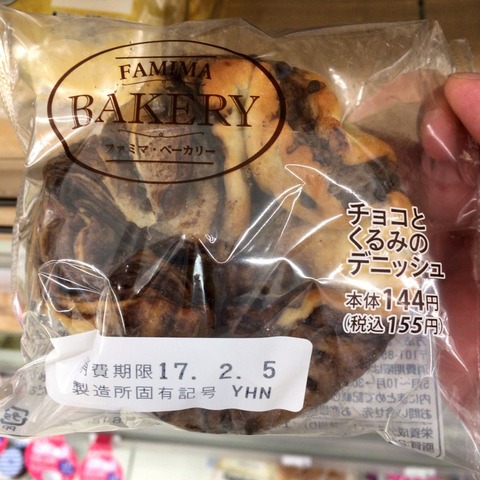 FAMIMA
BAKERY
ファミマ・ベーカリー
チョコと
くるみの
デニッシュ
本体144円
(税込155円)
消費期限 17. 2. 5
製造所固有記号 YHN